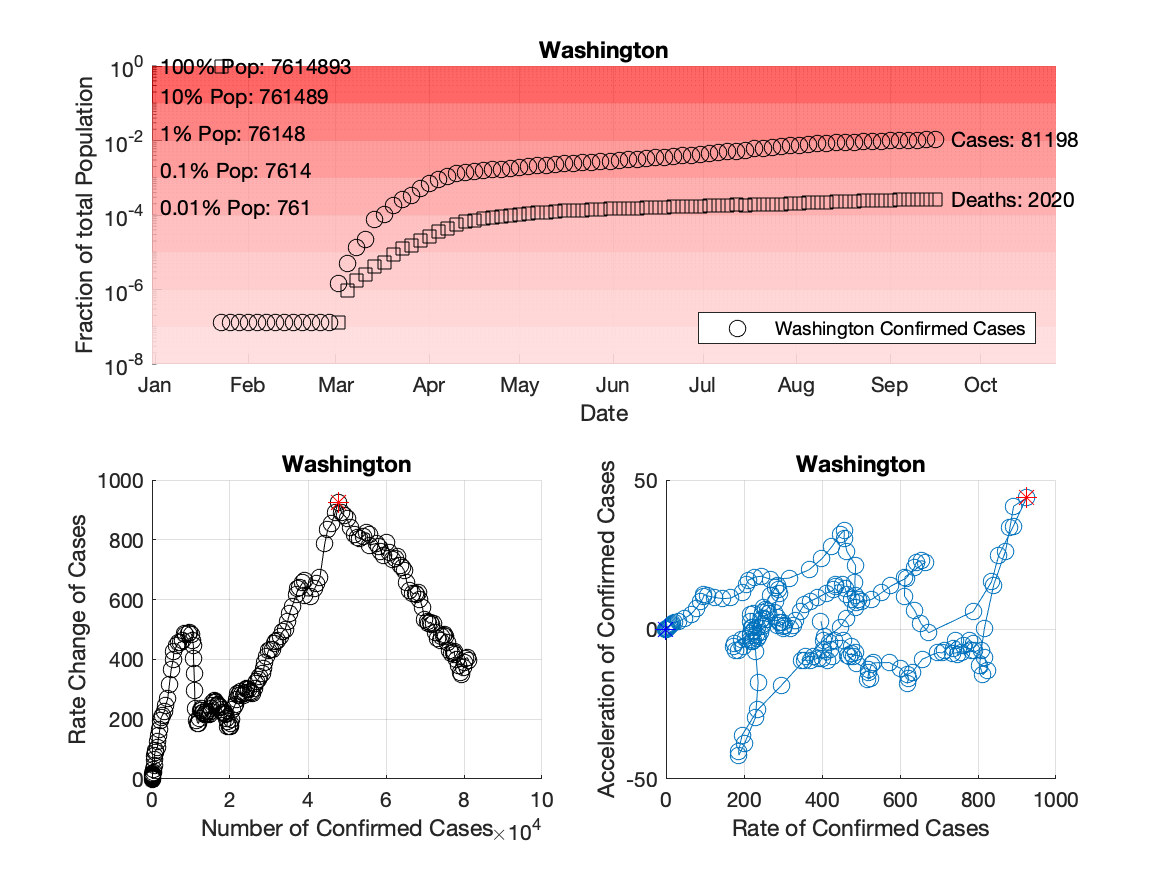 Washington
10^0
10^-2
10^-4
10^-6
10^-8
Fraction of total Population
100% Pop: 7614893
10% Pop: 761489
1% Pop: 76148
0.1% Pop: 7614
0.01% Pop: 761
Cases: 81198
Deaths: 2020
Washington Confirmed Cases
Jan Feb Mar Apr May Jun Jul Aug Sep Oct
Date
Washington
1000
800
600
400
200
0
Rate Change of Cases
0 2 4 6 8 10
Number of Confirmed Cases ×10^4
Washington
50
0
-50
Acceleration of Confirmed Cases
0 200 400 600 800 1000
Rate of Confirmed Cases